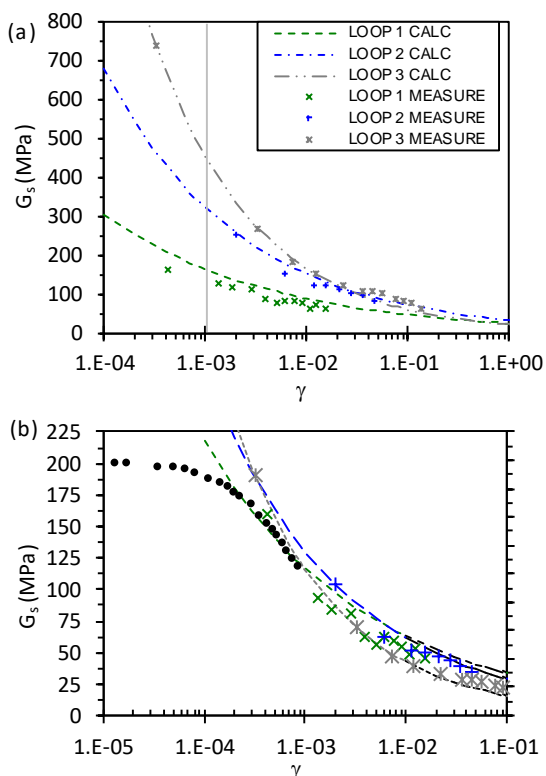 (a)
800
700
600
500
400
300
200
100
0
Gs (MPa)
LOOP 1 CALC
LOOP 2 CALC
LOOP 3 CALC
LOOP 1 MEASURE
LOOP 2 MEASURE
LOOP 3 MEASURE
1.E-04 1.E-03 1.E-02 1.E-01 1.E+00
γ
(b)
225
200
175
150
125
100
75
50
25
0
Gs (MPa)
1.E-05 1.E-04 1.E-03 1.E-02 1.E-01
γ